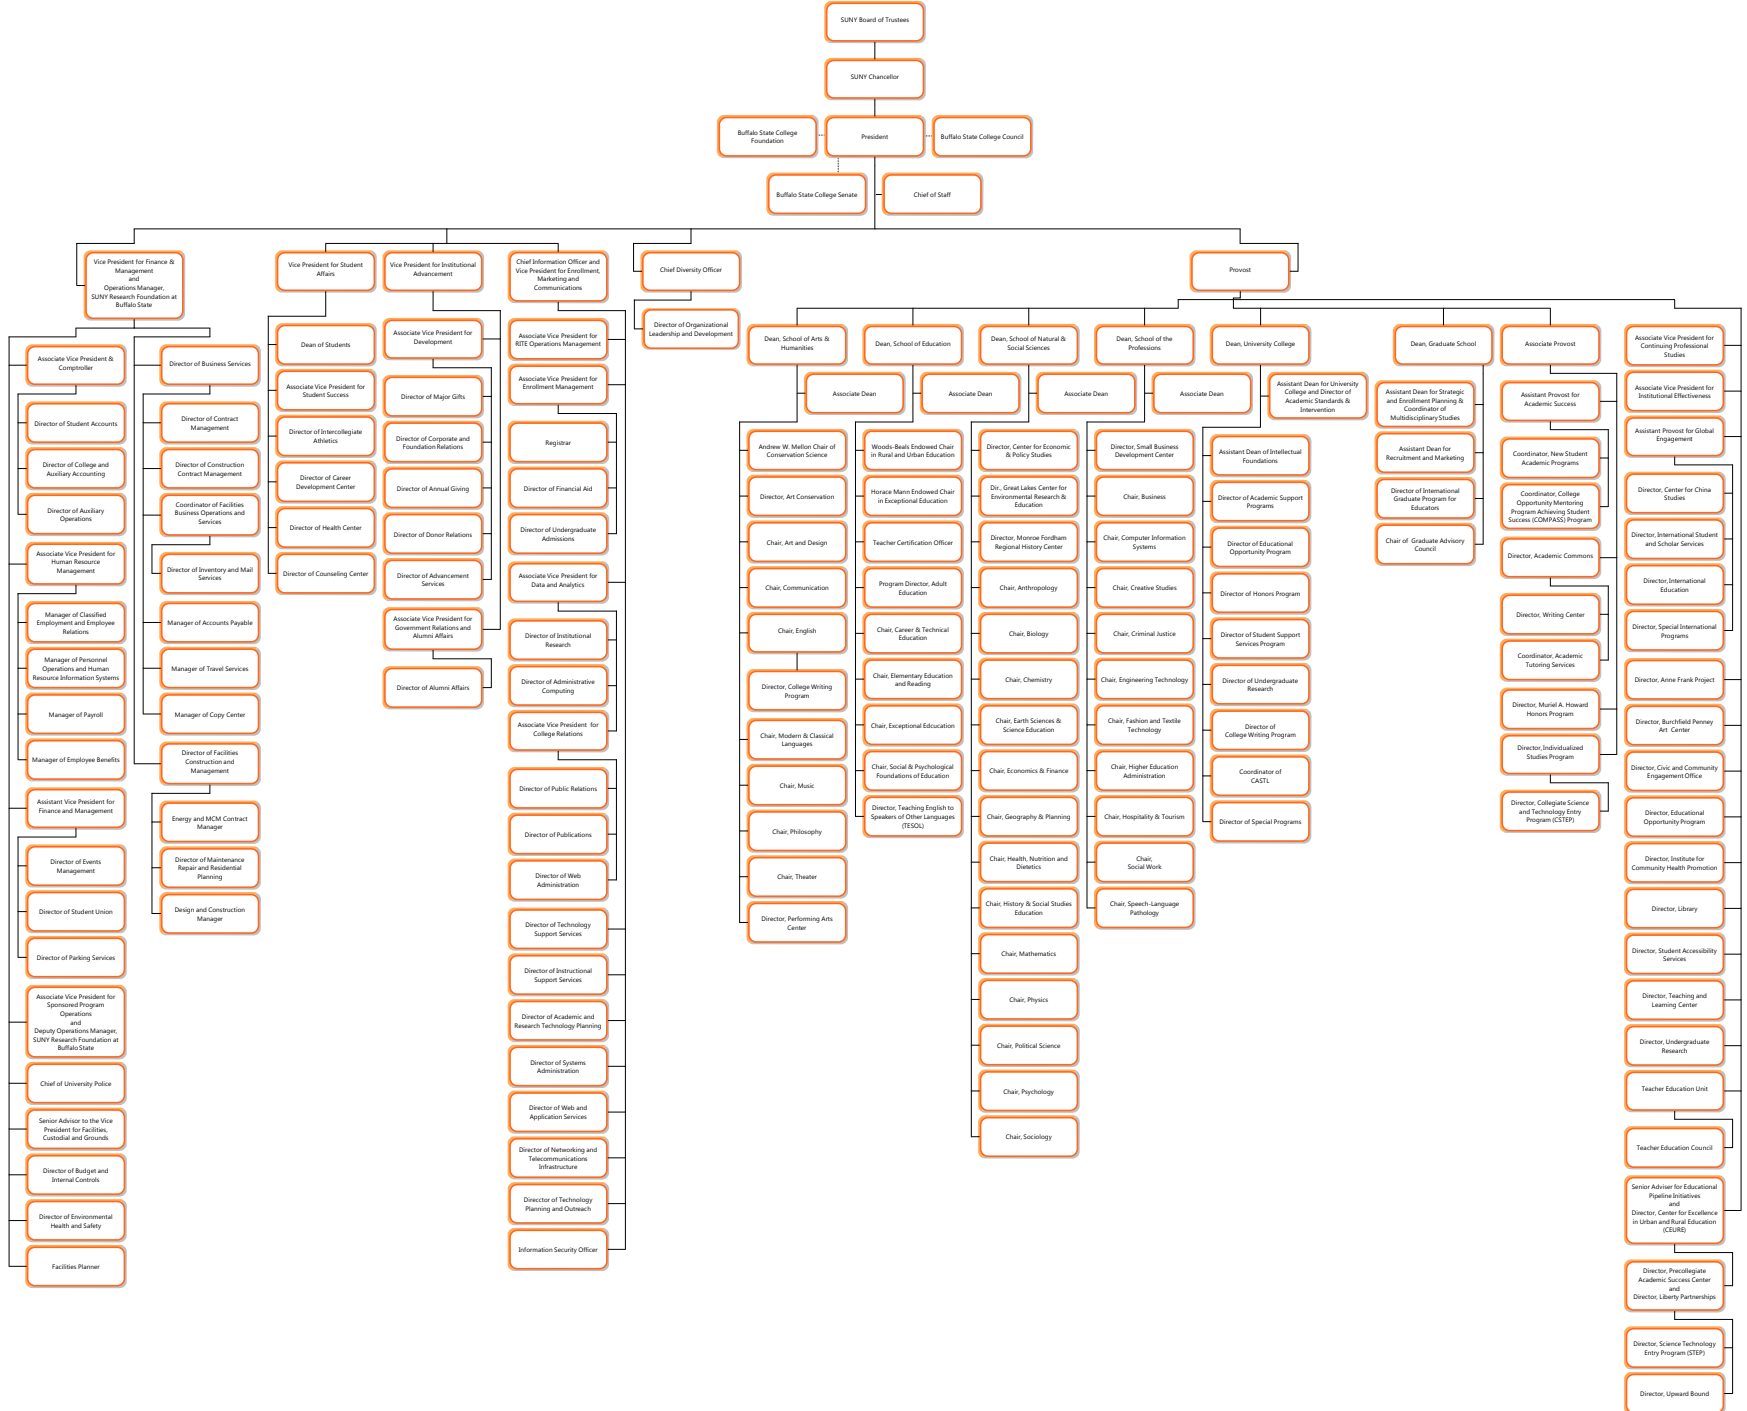 SUNY Board of Trustees
SUNY Chancellor
Buffalo State College
Foundation
President
Buffalo State College Council
Buffalo State College Senate
Chief of Staff
Vice President for Finance &
Management
and
Operations Manager,
SUNY Research Foundation at
Buffalo State
Vice President for Student
Affairs
Vice President for Institutional
Advancement
Chief Information Officer and
Vice President for Enrollment,
Marketing and
Communications
Chief Diversity Officer
Provost
Associate Vice President &
Comptroller
Director of Student Accounts
Director of College and
Auxiliary Accounting
Director of Auxiliary
Operations
Associate Vice President for
Human Resource
Management
Manager of Classified
Employment and Employee
Relations
Manager of Personnel
Operations and Human
Resource Information Systems
Manager of Payroll
Manager of Employee Benefits
Assistant Vice President for
Finance and Management
Director of Events
Management
Director of Student Union
Director of Parking Services
Associate Vice President for
Sponsored Program
Operations
and
Deputy Operations Manager,
SUNY Research Foundation at
Buffalo State
Chief of University Police
Senior Advisor to the Vice
President for Facilities,
Custodial and Grounds
Director of Budget and
Internal Controls
Director of Environmental
Health and Safety
Facilities Planner
Director of Business Services
Director of Contract
Management
Director of Construction
Contract Management
Coordinator of Facilities
Business Operations and
Services
Director of Inventory and Mail
Services
Manager of Accounts Payable
Manager of Travel Services
Manager of Copy Center
Director of Facilities
Construction and
Management
Energy and MCM Contract
Manager
Director of Maintenance
Repair and Residential
Planning
Design and Construction
Manager
Dean of Students
Associate Vice President for
Student Success
Director of Intercollegiate
Athletics
Director of Career
Development Center
Director of Health Center
Director of Counseling Center
Associate Vice President for
Development
Director of Major Gifts
Director of Corporate and
Foundation Relations
Director of Annual Giving
Director of Donor Relations
Director of Advancement
Services
Associate Vice President for
Government Relations and
Alumni Affairs
Director of Alumni Affairs
Associate Vice President for
RITE Operations Management
Associate Vice President for
Enrollment Management
Registrar
Director of Financial Aid
Director of Undergraduate
Admissions
Associate Vice President for
Data and Analytics
Director of Institutional
Research
Director of Administrative
Computing
Associate Vice President  for
College Relations
Director of Public Relations
Director of Publications
Director of Web
Administration
Director of Technology
Support Services
Director of Instructional
Support Services
Director of Academic and
Research Technology Planning
Director of Systems
Administration
Director of Web and
Application Services
Director of Networking and
Telecommunications
Infrastructure
Direcctor of Technology
Planning and Outreach
Information Security Officer
Director of Organizational
Leadership and Development
Dean, School of Arts &
Humanities
Associate Dean
Andrew W. Mellon Chair of
Conservation Science
Director, Art Conservation
Chair, Art and Design
Chair, Communication
Chair, English
Director, College Writing
Program
Chair, Modern & Classical
Languages
Chair, Music
Chair, Philosophy
Chair, Theater
Director, Performing Arts
Center
Dean, School of Education
Associate Dean
Woods-Beals Endowed Chair
in Rural and Urban Education
Horace Mann Endowed Chair
in Exceptional Education
Teacher Certification Officer
Program Director, Adult
Education
Chair, Career & Technical
Education
Chair, Elementary Education
and Reading
Chair, Exceptional Edcucation
Chair, Social & Psychological
Foundations of Education
Director, Teaching English to
Speakers of Other Languages
(TESOL)
Dean, School of Natural &
Social Sciences
Associate Dean
Director, Center for Economic
& Policy Studies
Dir., Great Lakes Center for
Environmental Research &
Education
Director, Monroe Fordham
Regional History Center
Chair, Anthropology
Chair, Biology
Chair, Chemistry
Chair, Earth Sciences &
Science Education
Chair, Economics & Finance
Chair, Geography & Planning
Chair, Health, Nutrition and
Dietetics
Chair, History & Social Studies
Education
Chair, Mathematics
Chair, Physics
Chair, Political Science
Chair, Psychology
Chair, Sociology
Dean, School of the
Professions
Associate Dean
Director, Small Business
Development Center
Chair, Business
Chair, Computer Information
Systems
Chair, Creative Studies
Chair, Criminal Justice
Chair, Engineering Technology
Chair, Fashion and Textile
Technology
Chair, Higher Education
Administration
Chair, Hospitality & Tourism
Chair,
Social Work
Chair, Speech-Language
Pathology
Dean, University College
Assistant Dean for University
College and Director of
Academic Standards &
Intervention
Assistant Dean of Intellectual
Foundations
Director of Academic Support
Programs
Director of Educational
Opportunity Program
Director of Honors Program
Director of Student Support
Services Program
Director of Undergraduate
Research
Director of
College Writing Program
Coordinator of
CASTL
Director of Special Programs
Dean, Graduate School
Assistant Dean for Strategic
and Enrollment Planning &
Coordinator of
Multidisciplinary Studies
Assistant Dean for
Recruitment and Marketing
Director of International
Graduate Program for
Educators
Chair of  Graduate Advisory
Council
Associate Provost
Assistant Provost for
Academic Success
Coordinator, New Student
Academic Programs
Coordinator, College
Opportunity Mentoring
Program Achieving Student
Success (COMPASS) Program
Director, Academic Commons
Director, Writing Center
Coordinator, Academic
Tutoring Services
Director, Muriel A. Howard
Honors Program
Director, Individualized
Studies Program
Director, Collegiate Science
and Technology Entry
Program (CSTEP)
Associate Vice President for
Continuing Professional
Studies
Associate Vice President for
Institutional Effectiveness
Assistant Provost for Global
Engagement
Director, Center for China
Studies
Director, International Student
and Scholar Services
Director, International
Education
Director, Special International
Programs
Director, Anne Frank Project
Director, Burchfield Penney
Art  Center
Director, Civic and Community
Engagement Office
Director, Educational
Opportunity Program
Director, Institute for
Community Health Promotion
Director, Library
Director, Student Accessibility
Services
Director, Teaching and
Learning Center
Director, Undergraduate
Research
Teacher Education Unit
Teacher Education Council
Senior Adviser for Educational
Pipeline Initiatives
and
Director, Center for Excellence
in Urban and Rural Education
(CEURE)
Director, Precollegiate
Academic Success Center
and
Director, Liberty Partnerships
Director, Science Technology
Entry Program (STEP)
Director, Upward Bound